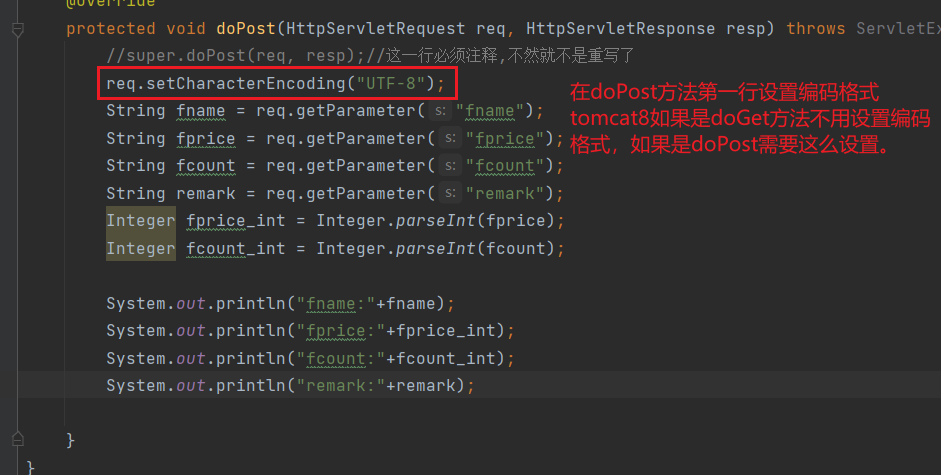 @Override
protected void doPost(HttpServletRequest req, HttpServletResponse resp) throws ServletEx
//super.doPost(req, resp);//这一行必须注释,不然就不是重写了
req.setCharacterEncoding("UTF-8");
在doPost方法第一行设置编码格式
tomcat8如果是doGet方法不用设置编码
格式，如果是doPost需要这么设置。
String fname = req.getParameter( s: "fname");
String fprice = req.getParameter( s: "fprice");
String fcount = req.getParameter( s: "fcount");
String remark = req.getParameter( s: "remark");
Integer fprice_int = Integer.parseInt(fprice);
Integer fcount_int = Integer.parseInt(fcount);
System.out.println("fname:"+fname);
System.out.println("fprice:"+fprice_int);
System.out.println("fcount:"+fcount_int);
System.out.println("remark:"+remark);
}
}